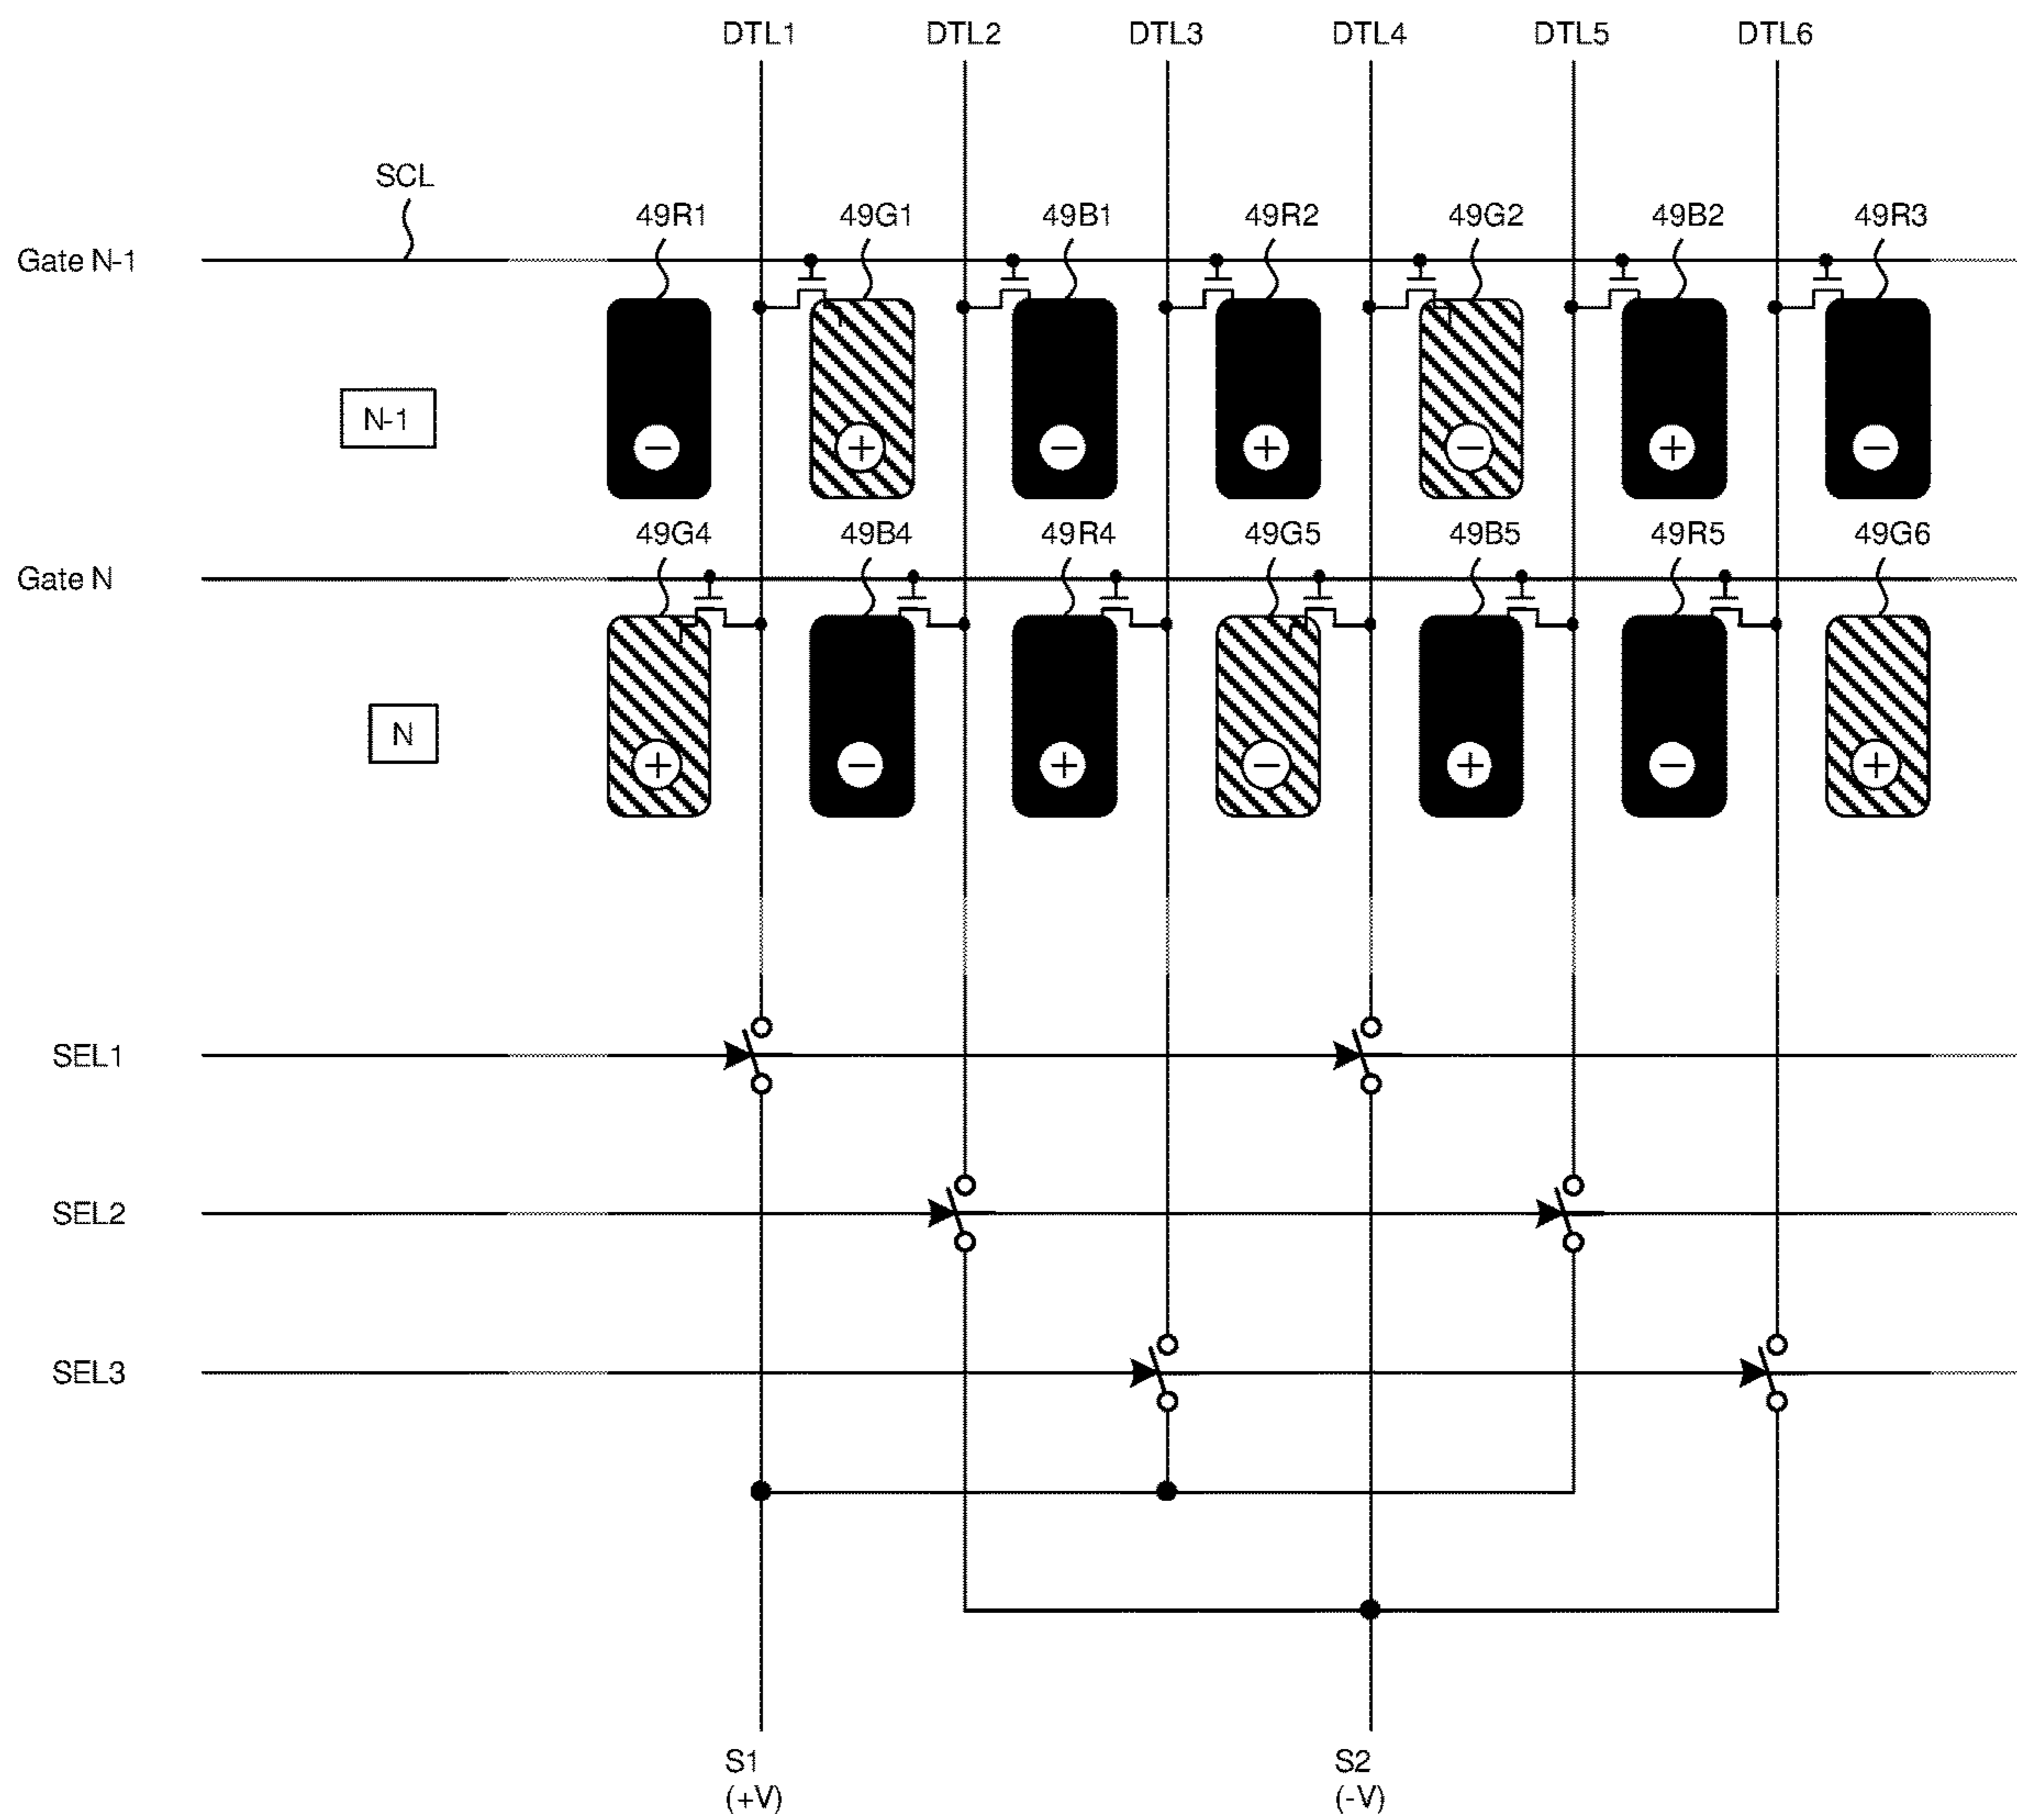 DTL1 DTL2 DTL3 DTL4 DTL5 DTL6
SCL
49R1 49G1 49B1 49R2 49G2 49B2 49R3
Gate N-1
N-1
49G4 49B4 49R4 49G5 49B5 49R5 49G6
Gate N
N
SEL1
SEL2
SEL3
S1 S2
(+V) (-V)